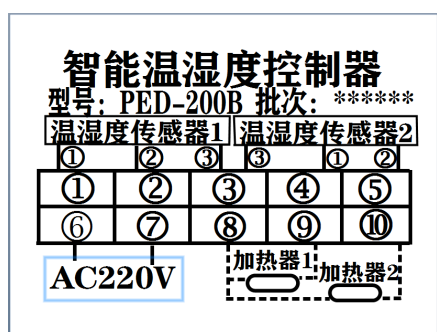 智能温湿度控制器
型号: PED-200B 批次: ******
温湿度传感器1 温湿度传感器2
① ② ③ ③ ① ②
① ② ③ ④ ⑤
⑥ ⑦ ⑧ ⑨ ⑩
AC220V 加热器1 加热器2